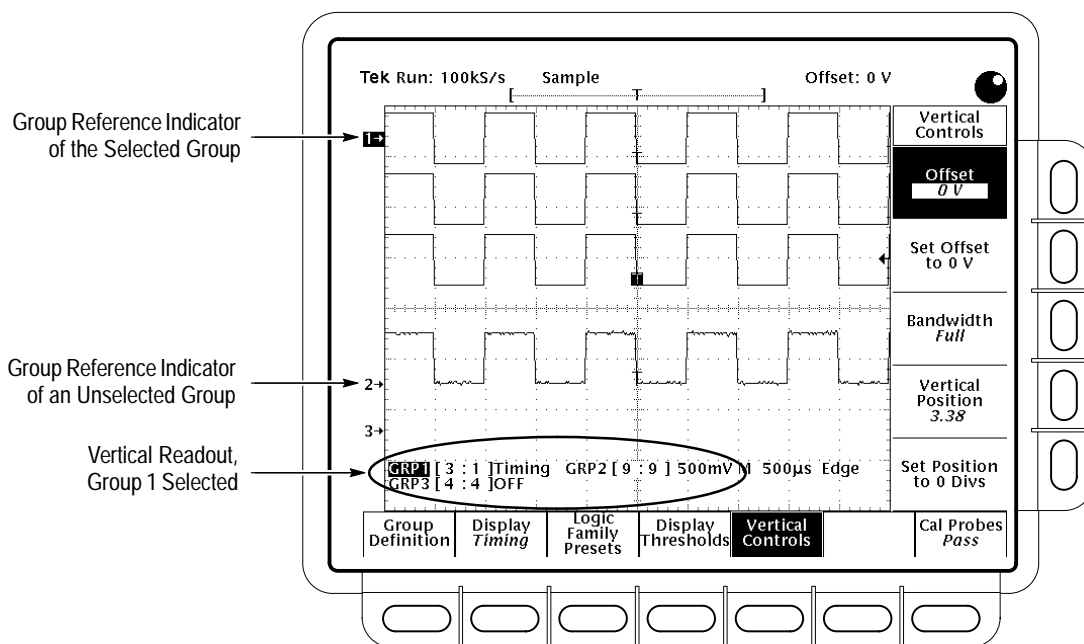 Tek Run: 100kS/s Sample Offset: 0 V
[ T ]
Group Reference Indicator
of the Selected Group
1→
Vertical
Controls
Offset
0 V
Set Offset
to 0 V
T
Bandwidth
Full
Group Reference Indicator
of an Unselected Group
2→
Vertical
Position
3.38
3→
Vertical Readout,
Group 1 Selected
GRP1 [ 3 : 1 ]Timing GRP2 [ 9 : 9 ] 500mV M 500µs Edge
GRP3 [ 4 : 4 ]OFF
Set Position
to 0 Divs
Group
Definition
Display
Timing
Logic
Family
Presets
Display
Thresholds
Vertical
Controls
Cal Probes
Pass